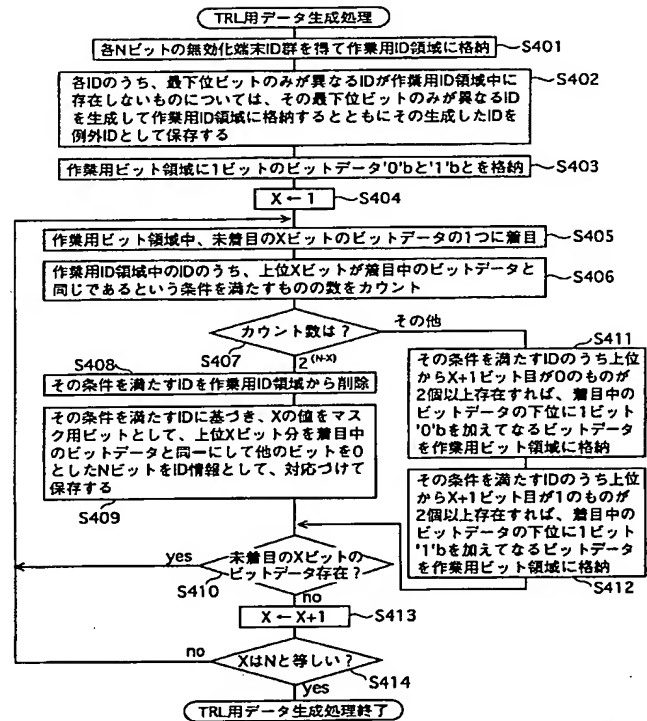 TRL用データ生成処理
各Nビットの無効化端末ID群を得て作業用ID領域に格納
S401
各IDのうち、最下位ビットのみが異なるIDが作業用ID領域中に
存在しないものについては、その最下位ビットのみが異なるID
を生成して作業用ID領域に格納するとともにその生成したIDを
例外IDとして保存する
S402
作業用ビット領域に1ビットのビットデータ'0'bと'1'bとを格納
S403
X ← 1
S404
作業用ビット領域中、未着目のXビットのビットデータの1つに着目
S405
作業用ID領域中のIDのうち、上位Xビットが着目中のビットデータと
同じであるという条件を満たすものの数をカウント
S406
カウント数は?
S407
その他
2(N-X)
S408
その条件を満たすIDを作業用ID領域から削除
その条件を満たすIDに基づき、Xの値をマス
ク用ビットとして、上位Xビット分を着目中
のビットデータと同一にして他のビットを0
としたNビットをID情報として、対応づけて
保存する
S409
S411
その条件を満たすIDのうち上位
からX+1ビット目が0のものが
2個以上存在すれば、着目中の
ビットデータの下位に1ビット
'0'bを加えてなるビットデータ
を作業用ビット領域に格納
その条件を満たすIDのうち上位
からX+1ビット目が1のものが
2個以上存在すれば、着目中の
ビットデータの下位に1ビット
'1'bを加えてなるビットデータ
を作業用ビット領域に格納
S412
yes
未着目のXビットの
ビットデータ存在?
S410
no
X ← X+1
S413
no
XはNと等しい?
S414
yes
TRL用データ生成処理終了